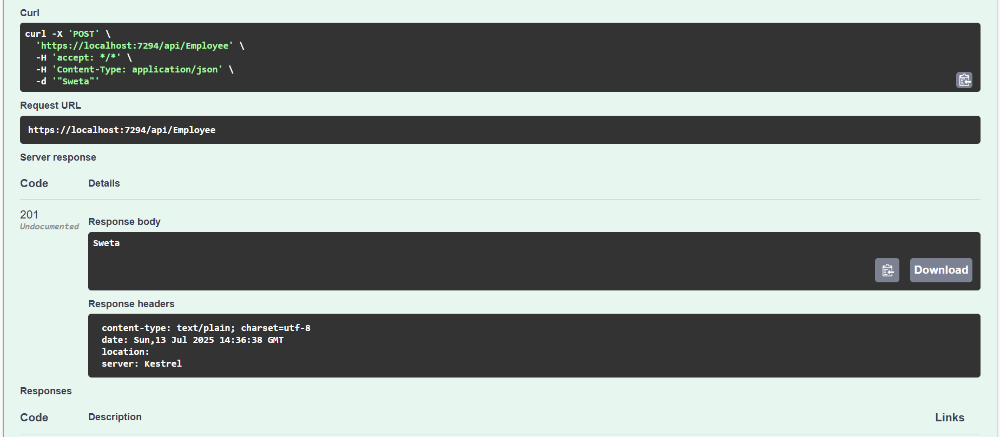 Curl
curl -X 'POST' \
'https://localhost:7294/api/Employee' \
-H 'accept: */*' \
-H 'Content-Type: application/json' \
-d '"Sweta"'
Request URL
https://localhost:7294/api/Employee
Server response
Code Details
201
Undocumented
Response body
Sweta
Download
Response headers
content-type: text/plain; charset=utf-8
date: Sun,13 Jul 2025 14:36:38 GMT
location:
server: Kestrel
Responses
Code Description Links